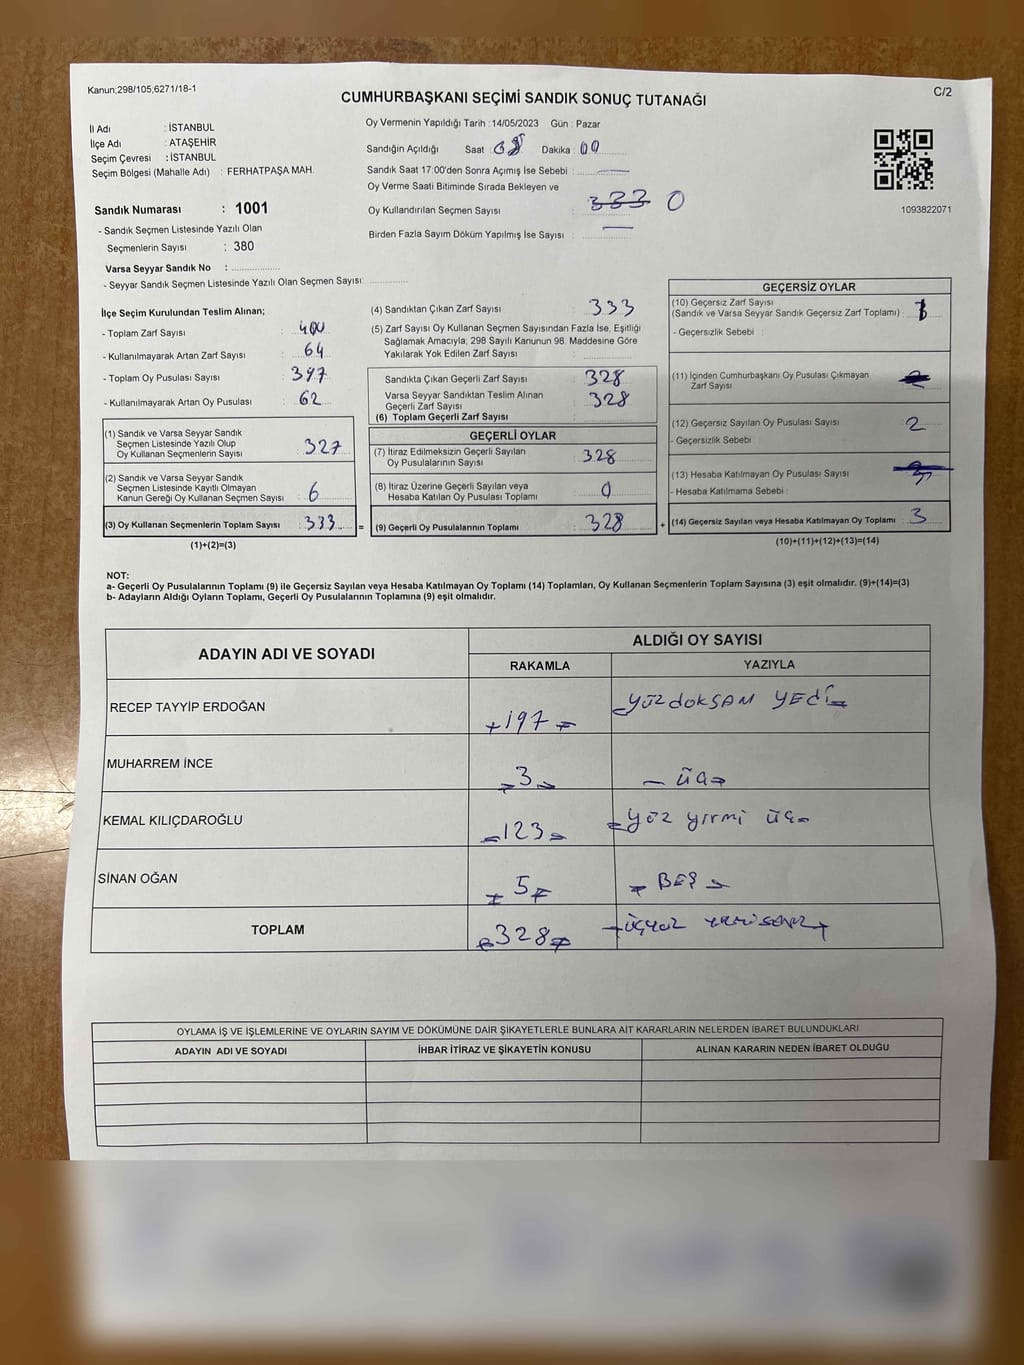 Kanun;298/105;6271/18-1
C/2
CUMHURBAŞKANI SEÇİMİ SANDIK SONUÇ TUTANAĞI
İl Adı : İSTANBUL
İlçe Adı : ATAŞEHİR
Seçim Çevresi : İSTANBUL
Seçim Bölgesi (Mahalle Adı) : FERHATPAŞA MAH.
Sandık Numarası : 1001
- Sandık Seçmen Listesinde Yazılı Olan
Seçmenlerin Sayısı : 380
Varsa Seyyar Sandık No :
- Seyyar Sandık Seçmen Listesinde Yazılı Olan Seçmen Sayısı:
Oy Vermenin Yapıldığı Tarih :14/05/2023 Gün : Pazar
Sandığın Açıldığı Saat : 08 Dakika : 00
Sandık Saat 17:00'den Sonra Açımış İse Sebebi :
Oy Verme Saati Bitiminde Sırada Bekleyen ve
Oy Kullandırılan Seçmen Sayısı : 333 0
Birden Fazla Sayım Döküm Yapılmış İse Sayısı :
1093822071
İlçe Seçim Kurulundan Teslim Alınan;
- Toplam Zarf Sayısı : 400
- Kullanılmayarak Artan Zarf Sayısı : 64
- Toplam Oy Pusulası Sayısı : 397
- Kullanılmayarak Artan Oy Pusulası : 62
(1) Sandık ve Varsa Seyyar Sandık
Seçmen Listesinde Yazılı Olup
Oy Kullanan Seçmenlerin Sayısı : 327
(2) Sandık ve Varsa Seyyar Sandık
Seçmen Listesinde Kayıtlı Olmayan
Kanun Gereği Oy Kullanan Seçmen Sayısı : 6
(3) Oy Kullanan Seçmenlerin Toplam Sayısı : 333 =
(1)+(2)=(3)
(4) Sandıktan Çıkan Zarf Sayısı : 333
(5) Zarf Sayısı Oy Kullanan Seçmen Sayısından Fazla İse, Eşitliği
Sağlamak Amacıyla; 298 Sayılı Kanunun 98. Maddesine Göre
Yakılarak Yok Edilen Zarf Sayısı :
Sandıkta Çıkan Geçerli Zarf Sayısı : 328
Varsa Seyyar Sandıktan Teslim Alınan
Geçerli Zarf Sayısı : 328
(6) Toplam Geçerli Zarf Sayısı :
GEÇERLİ OYLAR
(7) İtiraz Edilmeksizin Geçerli Sayılan
Oy Pusulalarının Sayısı : 328
(8) İtiraz Üzerine Geçerli Sayılan veya
Hesaba Katılan Oy Pusulası Toplamı : 0
(9) Geçerli Oy Pusulalarının Toplamı : 328 +
GEÇERSİZ OYLAR
(10) Geçersiz Zarf Sayısı
(Sandık ve Varsa Seyyar Sandık Geçersiz Zarf Toplamı) :
- Geçersizlik Sebebi :
(11) İçinden Cumhurbaşkanı Oy Pusulası Çıkmayan
Zarf Sayısı :
(12) Geçersiz Sayılan Oy Pusulası Sayısı : 2
- Geçersizlik Sebebi :
(13) Hesaba Katılmayan Oy Pusulası Sayısı :
- Hesaba Katılmama Sebebi :
(14) Geçersiz Sayılan veya Hesaba Katılmayan Oy Toplamı : 3
(10)+(11)+(12)+(13)=(14)
NOT:
a- Geçerli Oy Pusulalarının Toplamı (9) ile Geçersiz Sayılan veya Hesaba Katılmayan Oy Toplamı (14) Toplamları, Oy Kullanan Seçmenlerin Toplam Sayısına (3) eşit olmalıdır. (9)+(14)=(3)
b- Adayların Aldığı Oyların Toplamı, Geçerli Oy Pusulalarının Toplamına (9) eşit olmalıdır.
ADAYIN ADI VE SOYADI
ALDIĞI OY SAYISI
RAKAMLA YAZIYLA
RECEP TAYYİP ERDOĞAN 197 YÜZ doKSAN YEDİ
MUHARREM İNCE 3 ÜÇ
KEMAL KILIÇDAROĞLU 123 YÜZ yırmi ÜÇ
SİNAN OĞAN 5 BEŞ
TOPLAM 328 üçyüz
OYLAMA İŞ VE İŞLEMLERİNE VE OYLARIN SAYIM VE DÖKÜMÜNE DAİR ŞİKAYETLERLE BUNLARA AİT KARARLARIN NELERDEN İBARET BULUNDUKLARI
ADAYIN ADI VE SOYADI
İHBAR İTİRAZ VE ŞİKAYETİN KONUSU
ALINAN KARARIN NEDEN İBARET OLDUĞU